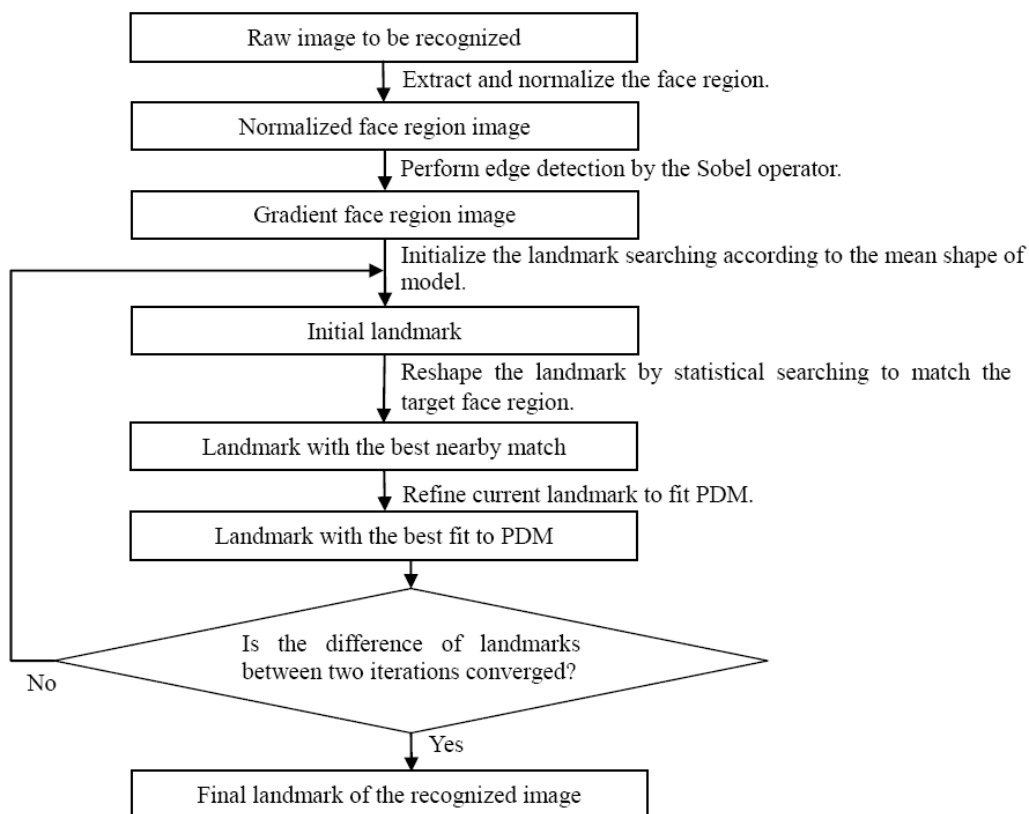 Raw image to be recognized
Extract and normalize the face region.
Normalized face region image
Perform edge detection by the Sobel operator.
Gradient face region image
Initialize the landmark searching according to the mean shape of
model.
Initial landmark
Reshape the landmark by statistical searching to match the
target face region.
Landmark with the best nearby match
Refine current landmark to fit PDM.
Landmark with the best fit to PDM
Is the difference of landmarks
between two iterations converged?
No
Yes
Final landmark of the recognized image